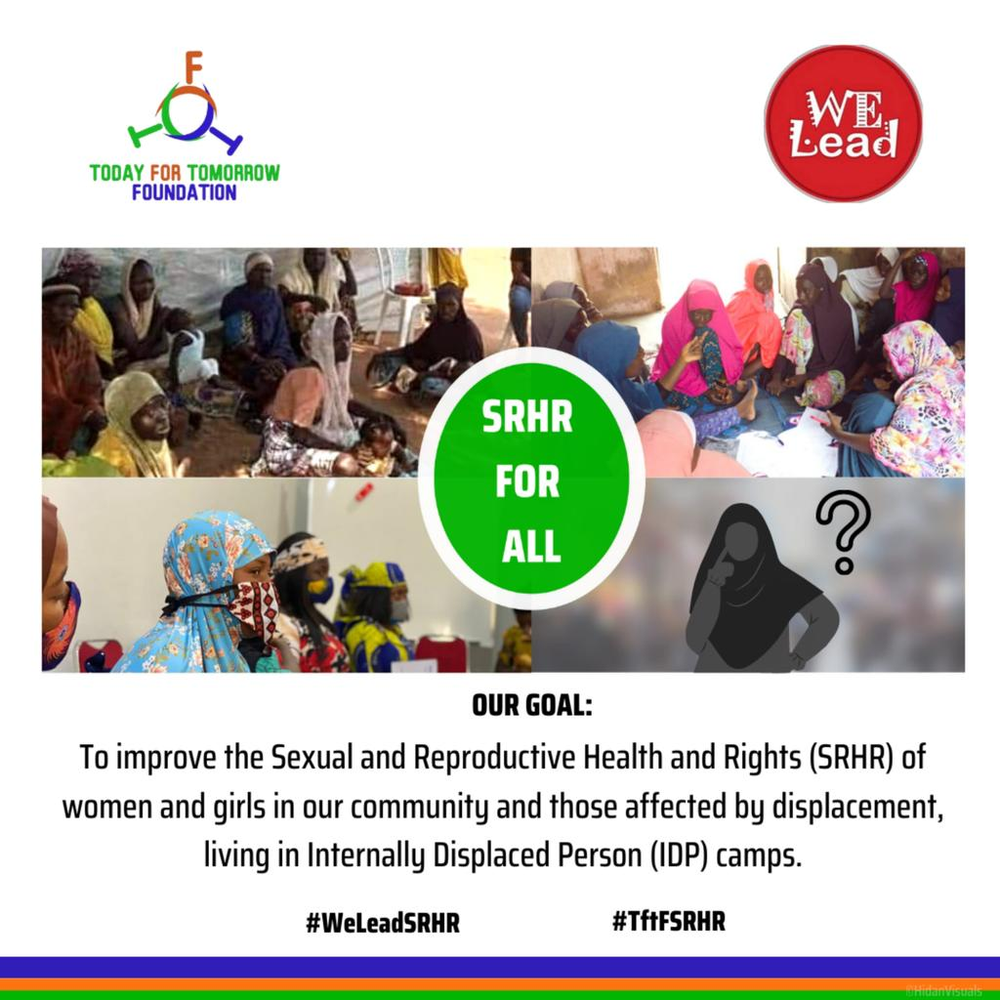 F
T
T
TODAY FOR TOMORROW
FOUNDATION
WE
Lead
SRHR
FOR
ALL
?
OUR GOAL:
To improve the Sexual and Reproductive Health and Rights (SRHR) of
women and girls in our community and those affected by displacement,
living in Internally Displaced Person (IDP) camps.
#WeLeadSRHR
#TftFSRHR
©HidanVisuals